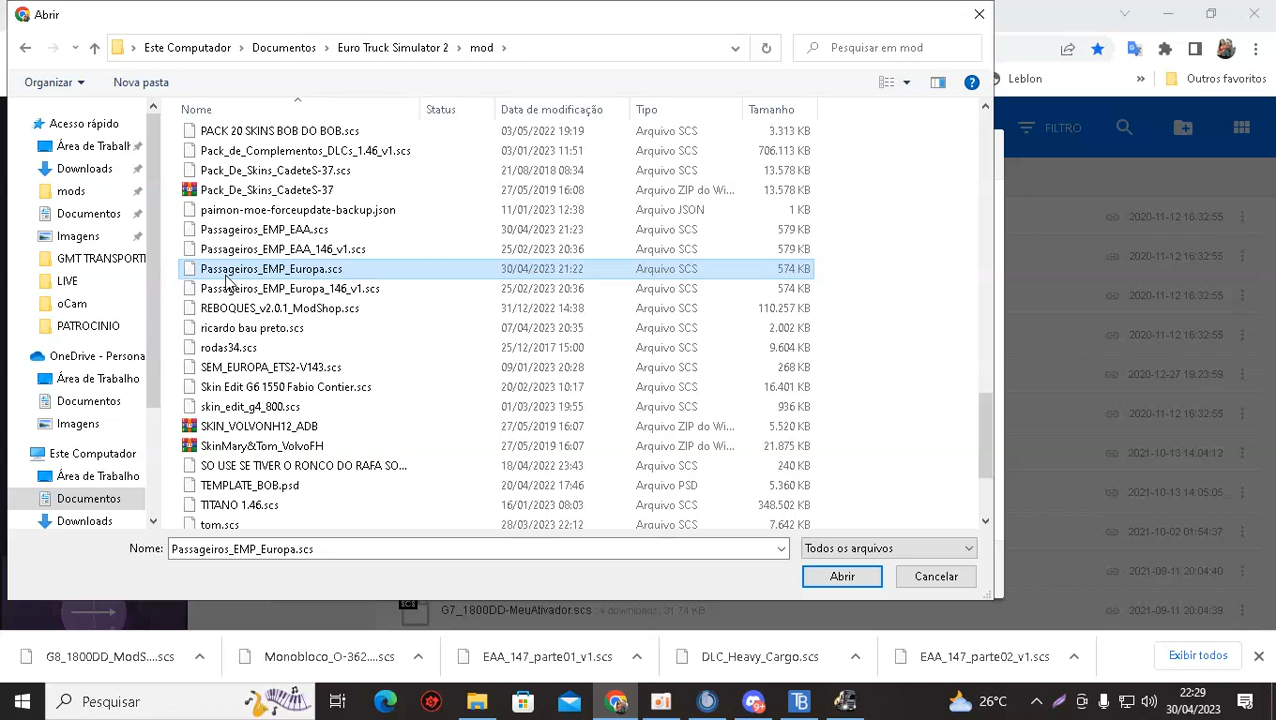 Abrir
Este Computador > Documentos > Euro Truck Simulator 2 > mod >
Pesquisar em mod
Organizar
Nova pasta
Nome Status Data de modificação Tipo Tamanho
PACK 20 SKINS BOB DO BOB.scs 03/05/2022 19:19 Arquivo SCS 3.313 KB
Pack_de_Complementos_DLCs_1.46_v1.scs 03/01/2023 11:51 Arquivo SCS 706.113 KB
Pack_De_Skins_CadeteS-37.scs 21/08/2018 08:34 Arquivo SCS 13.578 KB
Pack_De_Skins_CadeteS-37 27/05/2019 16:08 Arquivo ZIP do Wi... 13.578 KB
paimon-moe-forceupdate-backup.json 11/01/2023 12:38 Arquivo JSON 1 KB
Passageiros_EMP_EAA.scs 30/04/2023 21:23 Arquivo SCS 579 KB
Passageiros_EMP_EAA_146_v1.scs 25/02/2023 20:36 Arquivo SCS 579 KB
Passageiros_EMP_Europa.scs 30/04/2023 21:22 Arquivo SCS 574 KB
Passageiros_EMP_Europa_146_v1.scs 25/02/2023 20:36 Arquivo SCS 574 KB
REBOQUES_v2.0.1_ModShop.scs 31/12/2022 14:38 Arquivo SCS 110.257 KB
ricardo bau preto.scs 07/04/2023 20:35 Arquivo SCS 2.002 KB
rodas34.scs 25/12/2017 15:00 Arquivo SCS 9.604 KB
SEM_EUROPA_ETS2-V143.scs 09/01/2023 20:28 Arquivo SCS 268 KB
Skin Edit G6 1550 Fabio Contier.scs 20/02/2023 10:17 Arquivo SCS 16.401 KB
skin_edit_g4_800.scs 01/03/2023 19:55 Arquivo SCS 936 KB
SKIN_VOLVONH12_ADB 27/05/2019 16:07 Arquivo ZIP do Wi... 5.520 KB
SkinMary&Tom_VolvoFH 27/05/2019 16:07 Arquivo ZIP do Wi... 21.875 KB
SO USE SE TIVER O RONCO DO RAFA SO... 18/04/2022 23:43 Arquivo SCS 240 KB
TEMPLATE_BOB.psd 20/04/2022 17:46 Arquivo PSD 5.360 KB
TITANO 1.46.scs 16/01/2023 08:03 Arquivo SCS 348.502 KB
tom.scs 28/03/2023 22:12 Arquivo SCS 7.642 KB
Acesso rápido
Área de Trabalh
Downloads
mods
Documentos
Imagens
GMT TRANSPORTI
LIVE
oCam
PATROCINIO
OneDrive - Persona
Área de Trabalho
Documentos
Imagens
Este Computador
Área de Trabalho
Documentos
Downloads
Nome: Passageiros_EMP_Europa.scs
Todos os arquivos
Abrir
Cancelar
Leblon
»
Outros favoritos
FILTRO
2020-11-12 16:32:55
2020-11-12 16:32:55
2020-11-12 16:32:55
2020-11-12 16:32:55
2020-12-27 19:23:59
2020-11-12 16:32:55
2021-10-13 14:04:12
2021-10-13 14:05:05
2021-10-02 01:54:37
2021-09-11 20:04:40
SCS G7_1800DD-MeuAtivador.scs 4 downloads, 31.74 KB 2021-09-11 20:04:39
G8_1800DD_ModS....scs
Monobloco_O-362....scs
EAA_147_parte01_v1.scs
DLC_Heavy_Cargo.scs
EAA_147_parte02_v1.scs
Exibir todos
Pesquisar
TB
26°C
22:29
30/04/2023